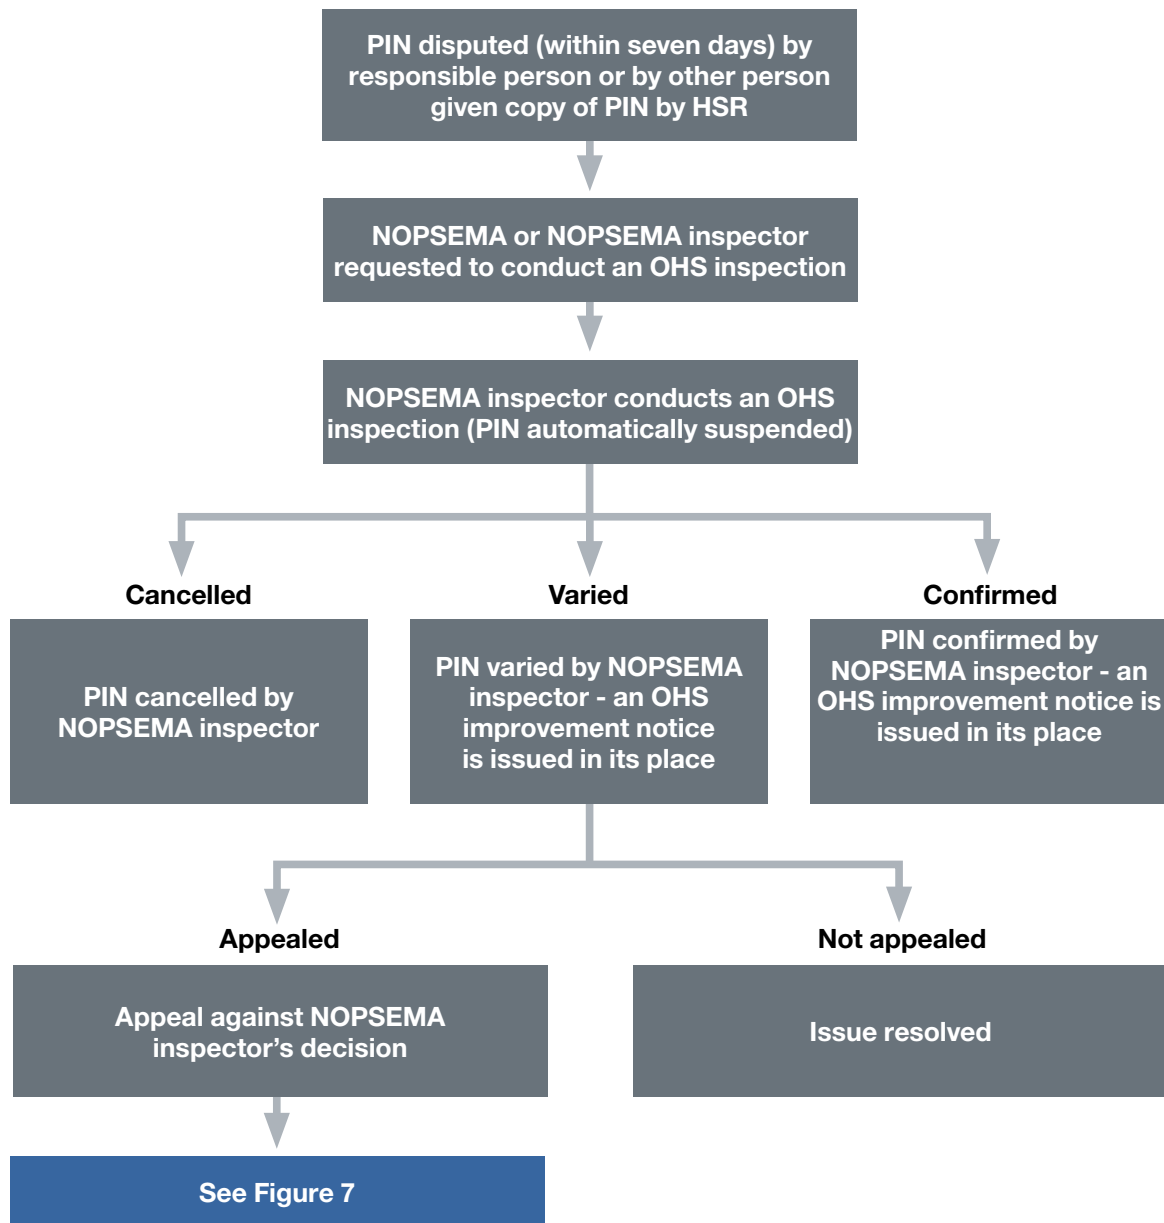 PIN disputed (within seven days) by
responsible person or by other person
given copy of PIN by HSR
NOPSEMA or NOPSEMA inspector
requested to conduct an OHS inspection
NOPSEMA inspector conducts an OHS
inspection (PIN automatically suspended)
Cancelled
PIN cancelled by
NOPSEMA inspector
Varied
PIN varied by NOPSEMA
inspector - an OHS
improvement notice
is issued in its place
Confirmed
PIN confirmed by
NOPSEMA inspector - an
OHS improvement notice is
issued in its place
Appealed
Appeal against NOPSEMA
inspector’s decision
Not appealed
Issue resolved
See Figure 7